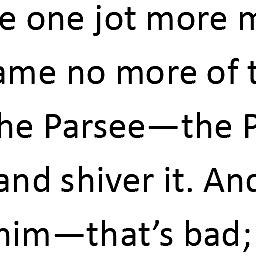 e one jot more m
ame no more of t
he Parsee—the P
and shiver it. And
him—that’s bad;